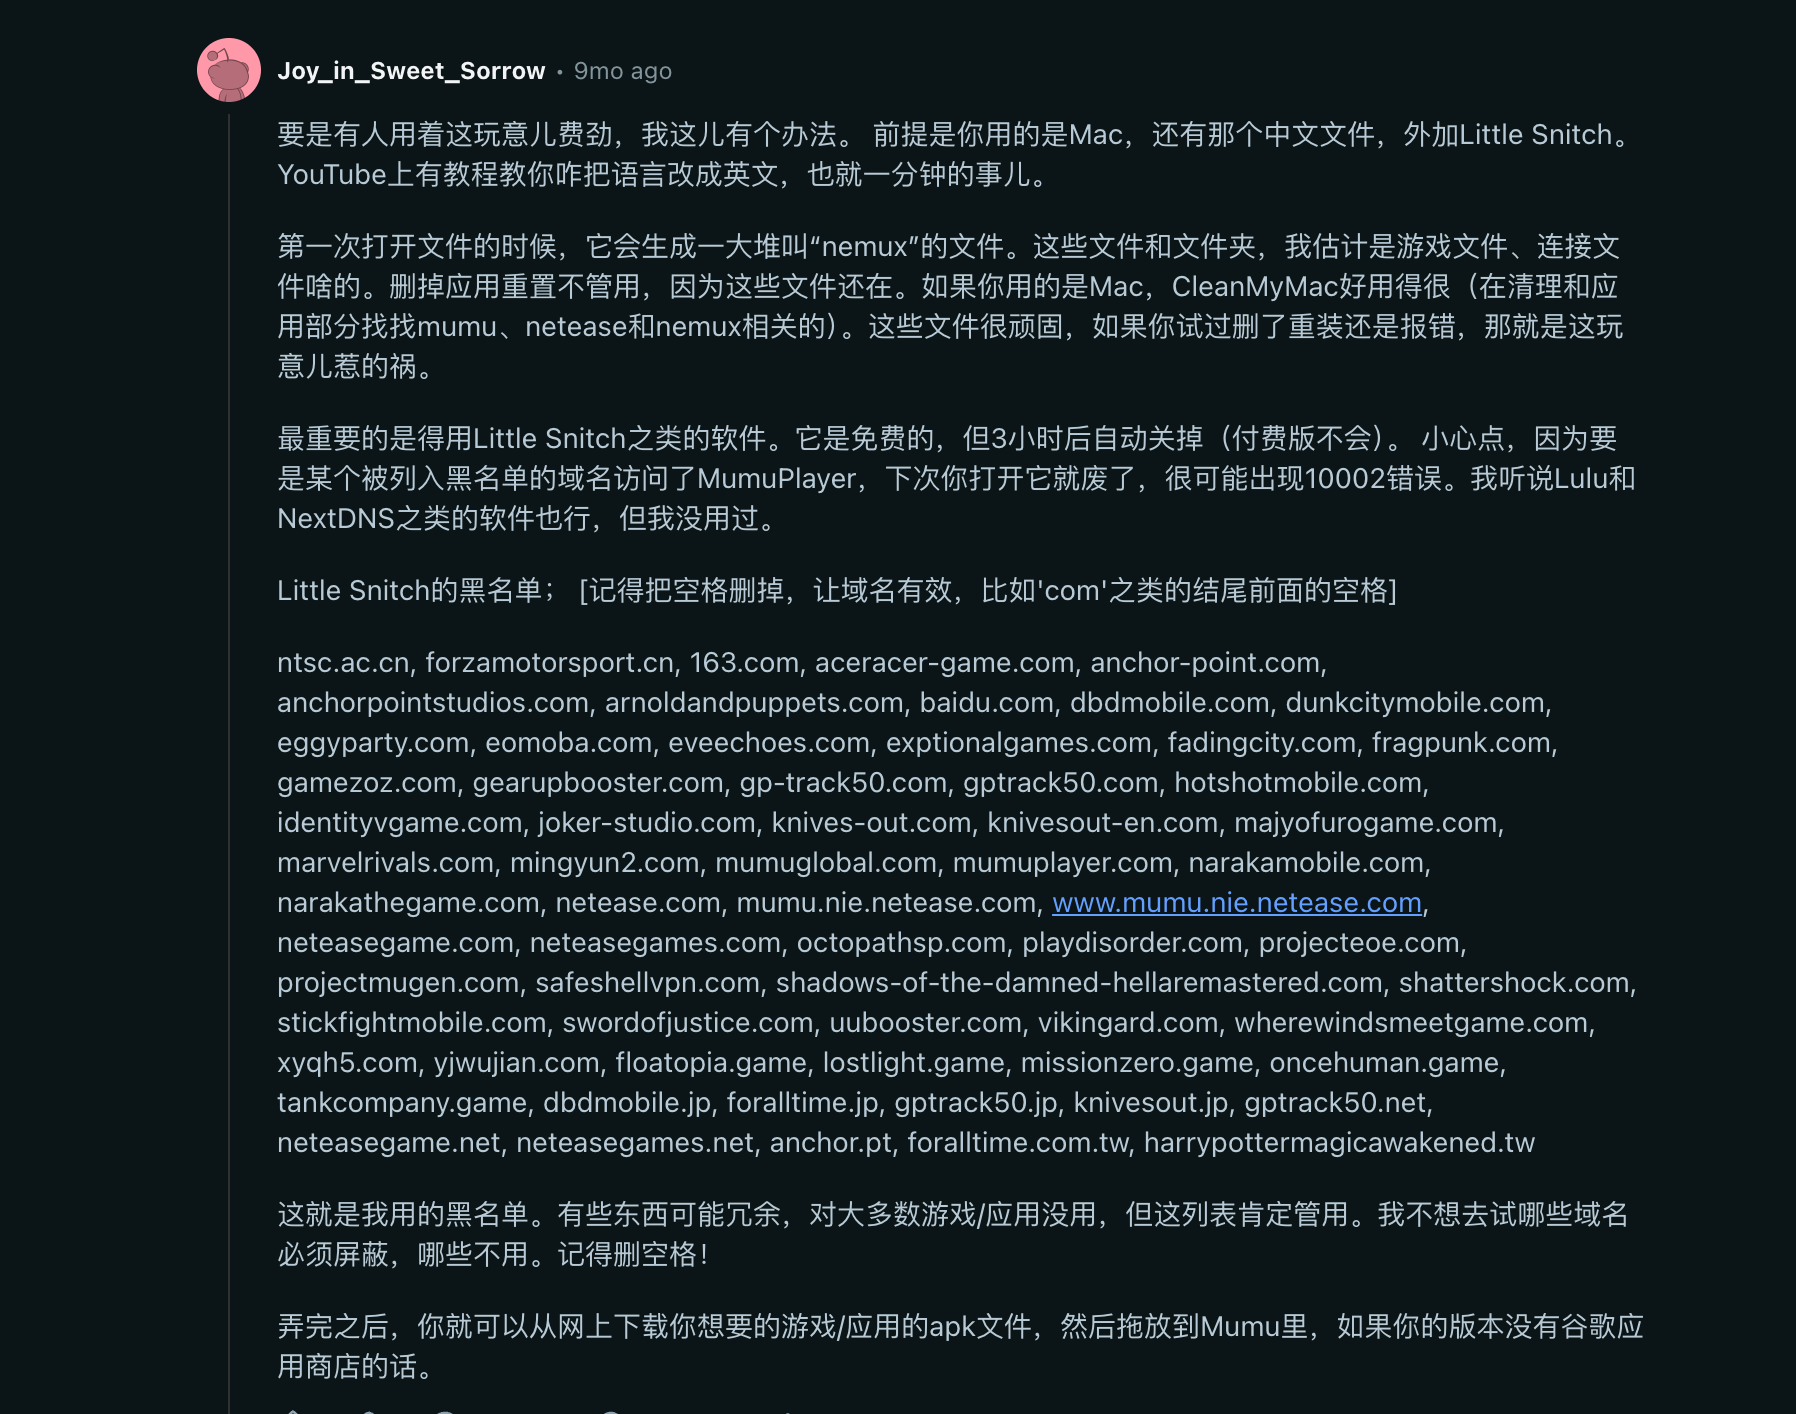 Joy_in_Sweet_Sorrow • 9mo ago
要是有人用着这玩意儿费劲，我这儿有个办法。 前提是你用的是Mac，还有那个中文文件，外加Little Snitch。
YouTube上有教程教你咋把语言改成英文，也就一分钟的事儿。
第一次打开文件的时候，它会生成一大堆叫“nemux”的文件。这些文件和文件夹，我估计是游戏文件、连接文
件啥的。删掉应用重置不管用，因为这些文件还在。如果你用的是Mac，CleanMyMac好用得很（在清理和应
用部分找找mumu、netease和nemux相关的）。这些文件很顽固，如果你试过删了重装还是报错，那就是这玩
意儿惹的祸。
最重要的是得用Little Snitch之类的软件。它是免费的，但3小时后自动关掉（付费版不会）。 小心点，因为要
是某个被列入黑名单的域名访问了MumuPlayer，下次你打开它就废了，很可能出现10002错误。我听说Lulu和
NextDNS之类的软件也行，但我没用过。
Little Snitch的黑名单； [记得把空格删掉，让域名有效，比如'com'之类的结尾前面的空格]
ntsc.ac.cn, forzamotorsport.cn, 163.com, aceracer-game.com, anchor-point.com,
anchorpointstudios.com, arnoldandpuppets.com, baidu.com, dbdmobile.com, dunkcitymobile.com,
eggyparty.com, eomoba.com, eveechoes.com, exptionalgames.com, fadingcity.com, fragpunk.com,
gamezoz.com, gearupbooster.com, gp-track50.com, gptrack50.com, hotshotmobile.com,
identityvgame.com, joker-studio.com, knives-out.com, knivesout-en.com, majyofurogame.com,
marvelrivals.com, mingyun2.com, mumuglobal.com, mumuplayer.com, narakamobile.com,
narakathegame.com, netease.com, mumu.nie.netease.com, www.mumu.nie.netease.com,
neteasegame.com, neteasegames.com, octopathsp.com, playdisorder.com, projecteoe.com,
projectmugen.com, safeshellvpn.com, shadows-of-the-damned-hellaremastered.com, shattershock.com,
stickfightmobile.com, swordofjustice.com, uubooster.com, vikingard.com, wherewindsmeetgame.com,
xyqh5.com, yjwujian.com, floatopia.game, lostlight.game, missionzero.game, oncehuman.game,
tankcompany.game, dbdmobile.jp, foralltime.jp, gptrack50.jp, knivesout.jp, gptrack50.net,
neteasegame.net, neteasegames.net, anchor.pt, foralltime.com.tw, harrypottermagicawakened.tw
这就是我用的黑名单。有些东西可能冗余，对大多数游戏/应用没用，但这列表肯定管用。我不想去试哪些域名
必须屏蔽，哪些不用。记得删空格！
弄完之后，你就可以从网上下载你想要的游戏/应用的apk文件，然后拖放到Mumu里，如果你的版本没有谷歌应
用商店的话。